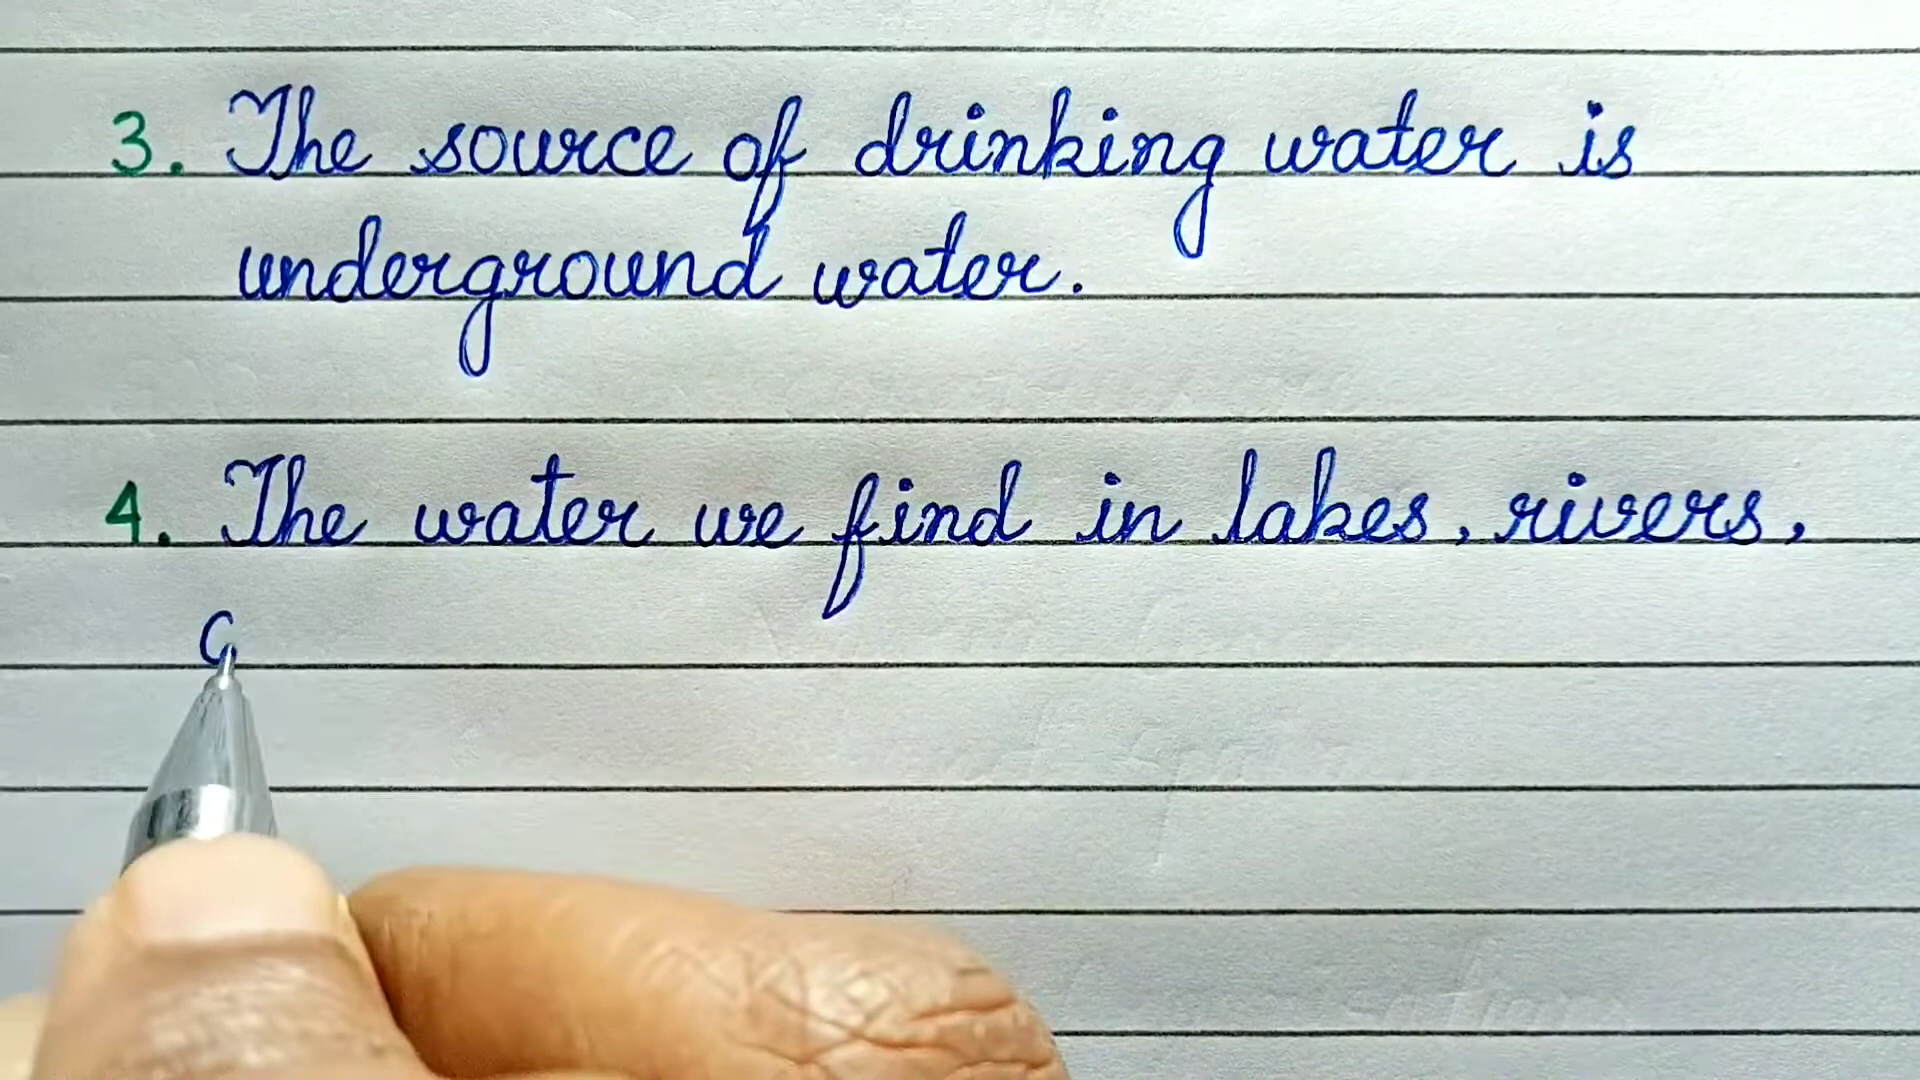 3. The source of drinking water is
underground water.
4. The water we find in lakes, rivers,